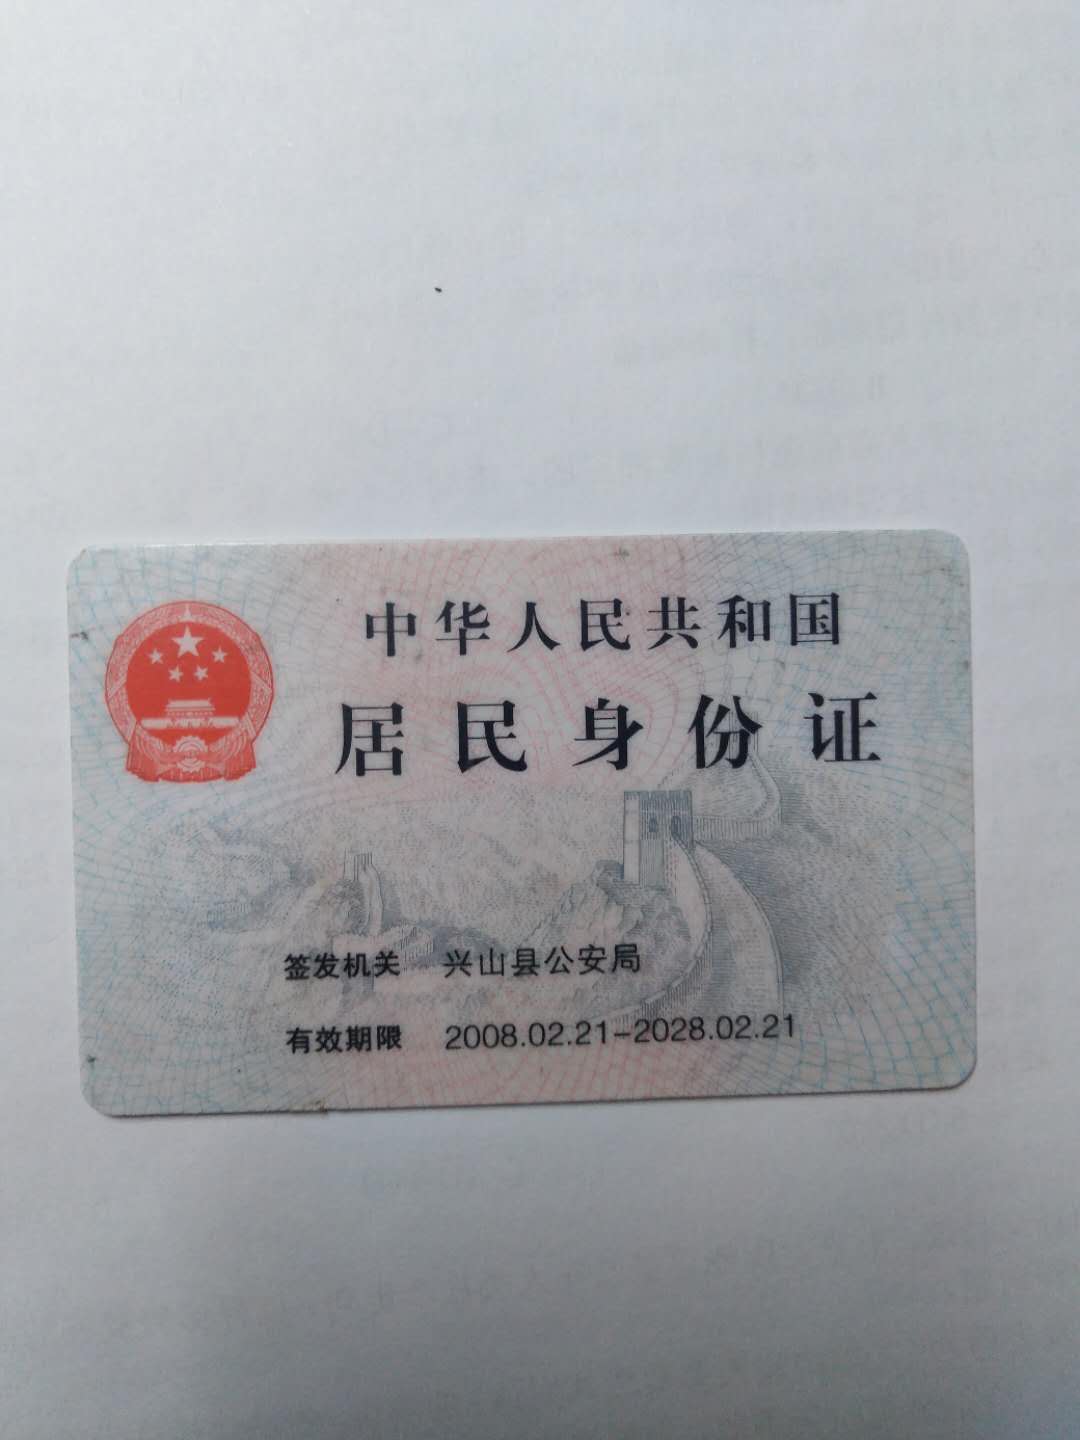 中华人民共和国
居民身份证
签发机关 兴山县公安局
有效期限 2008.02.21-2028.02.21